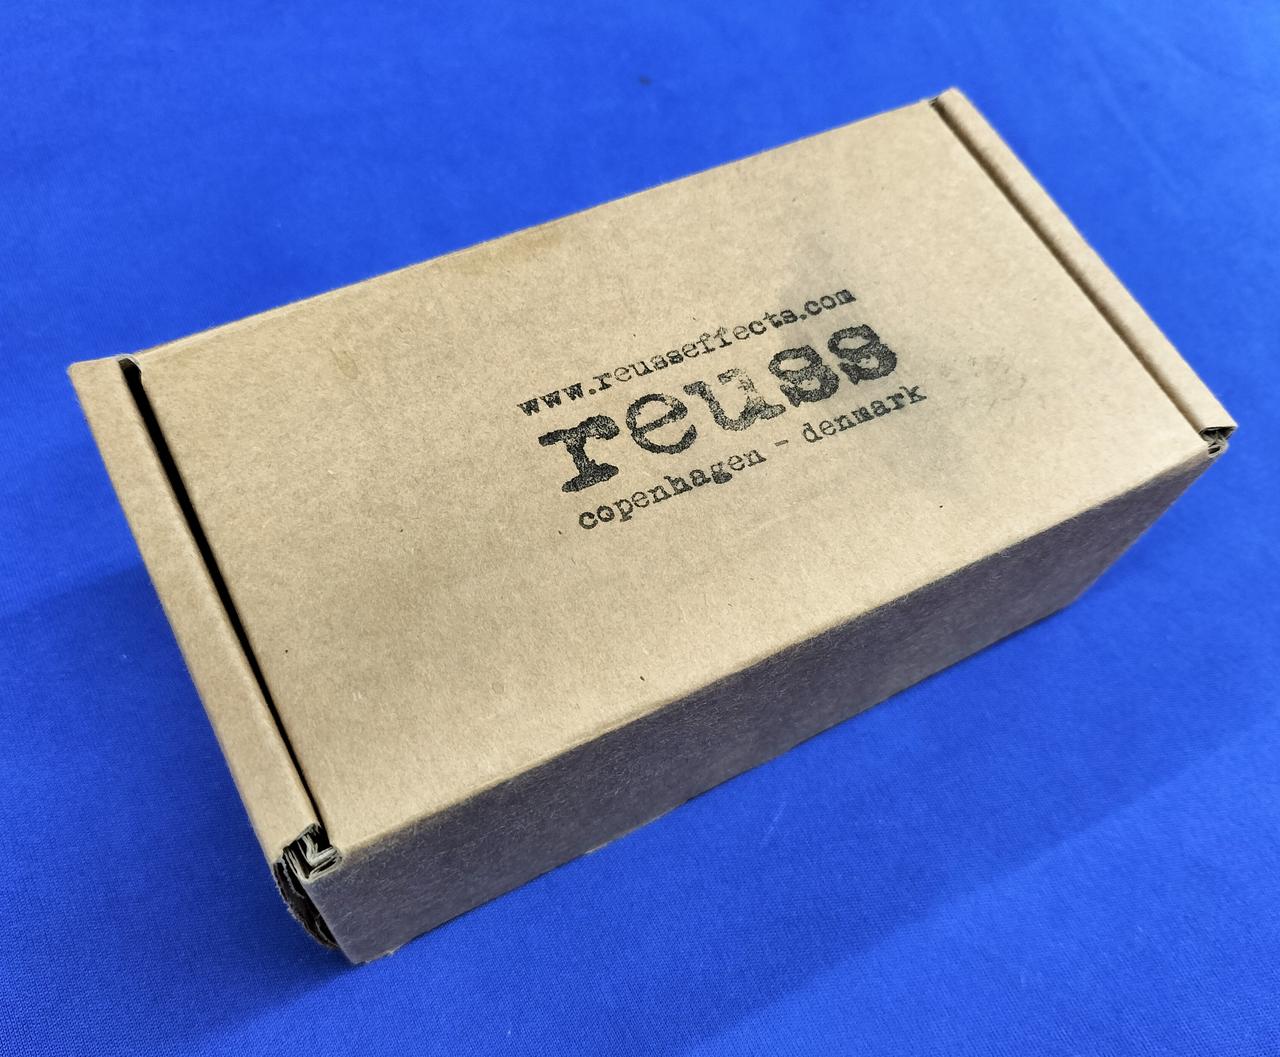 www.reusseffects.com
reuss
copenhagen - denmark